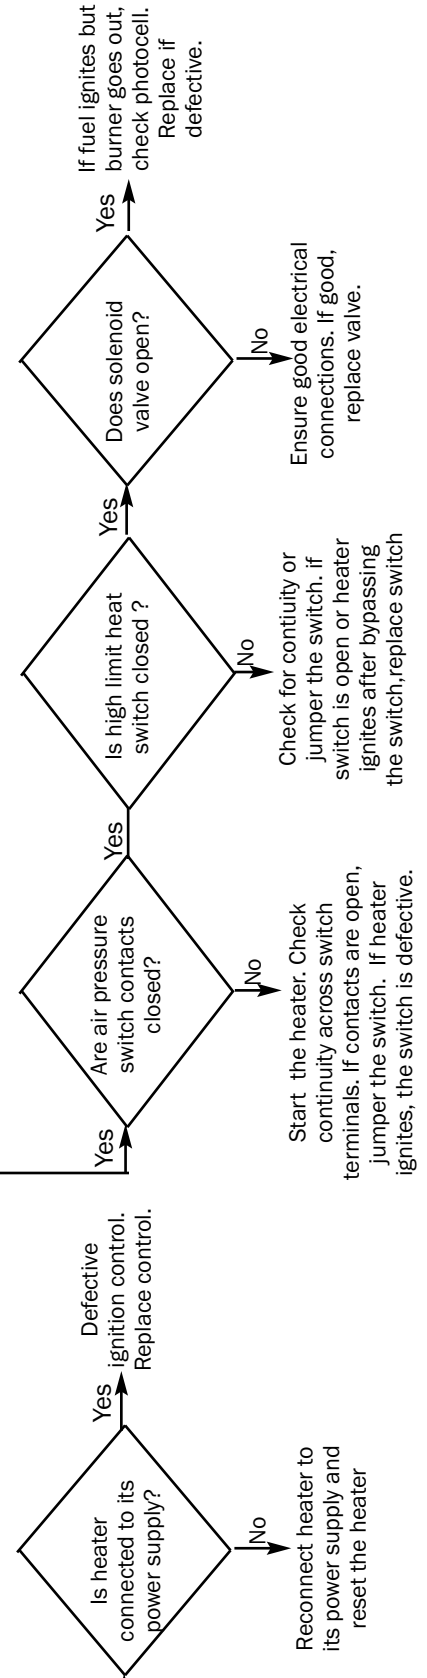 Is heater
connected to its
power supply?
Yes
Defective
ignition control.
Replace control.
No
Reconnect heater to
its power supply and
reset the heater
Yes
Are air pressure
switch contacts
closed?
No
Start the heater. Check
continuity across switch
terminals. If contacts are open,
jumper the switch. If heater
ignites, the switch is defective.
Yes
Is high limit heat
switch closed ?
No
Check for contiuity or
jumper the switch. if
switch is open or heater
ignites after bypassing
the switch,replace switch
Yes
Does solenoid
valve open?
No
Ensure good electrical
connections. If good,
replace valve.
Yes
If fuel ignites but
burner goes out,
check photocell.
Replace if
defective.